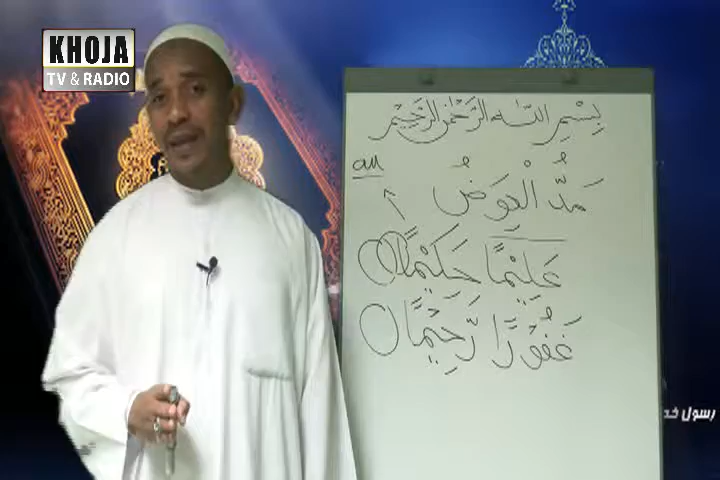 KHOJA
TV & RADIO
بِسْمِ اللّٰهِ الرَّحْمٰنِ الرَّحِيْمِ
مَدُّ الْعِوَضُ
عَلِيْمًا حَكِيْمًا
غَفُوْرًا رَّحِيْمًا
رسول خد